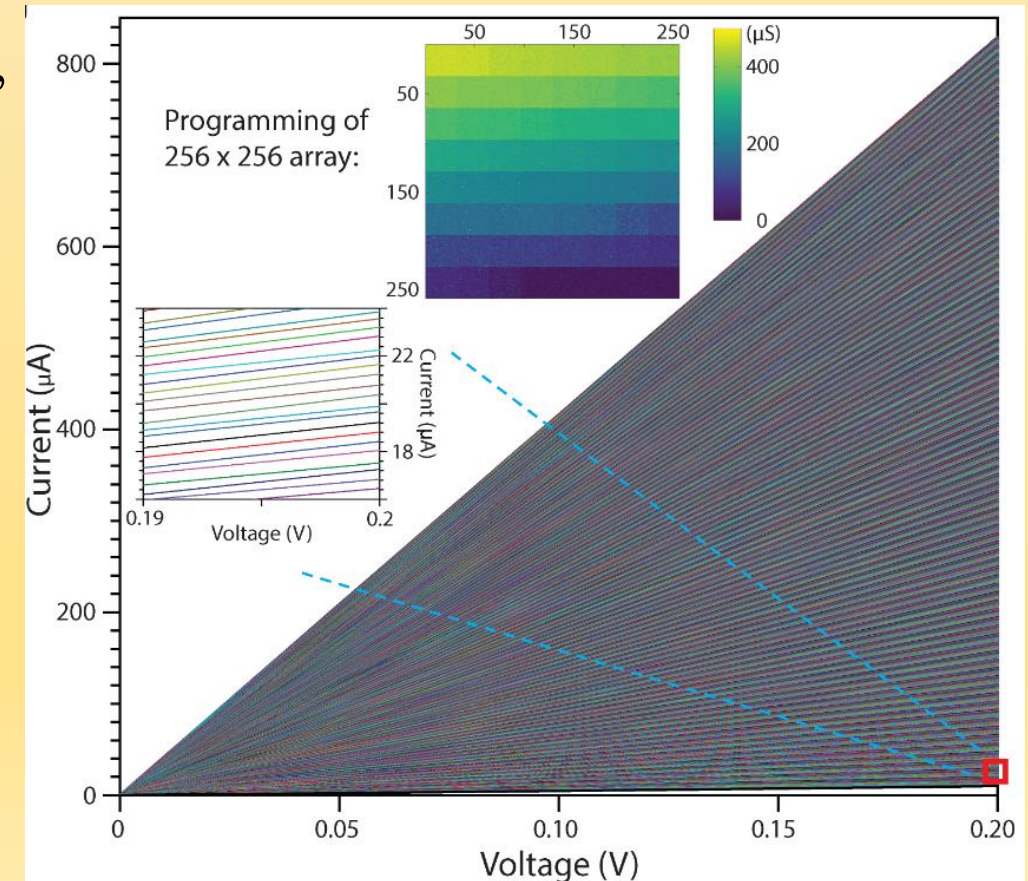 ,
800
600
400
200
0
Current (μA)
Programming of
256 x 256 array:
50 150 250
50
150
250
(μS)
400
200
0
22
18
Current (μA)
0.19 0.2
Voltage (V)
0 0.05 0.10 0.15 0.20
Voltage (V)